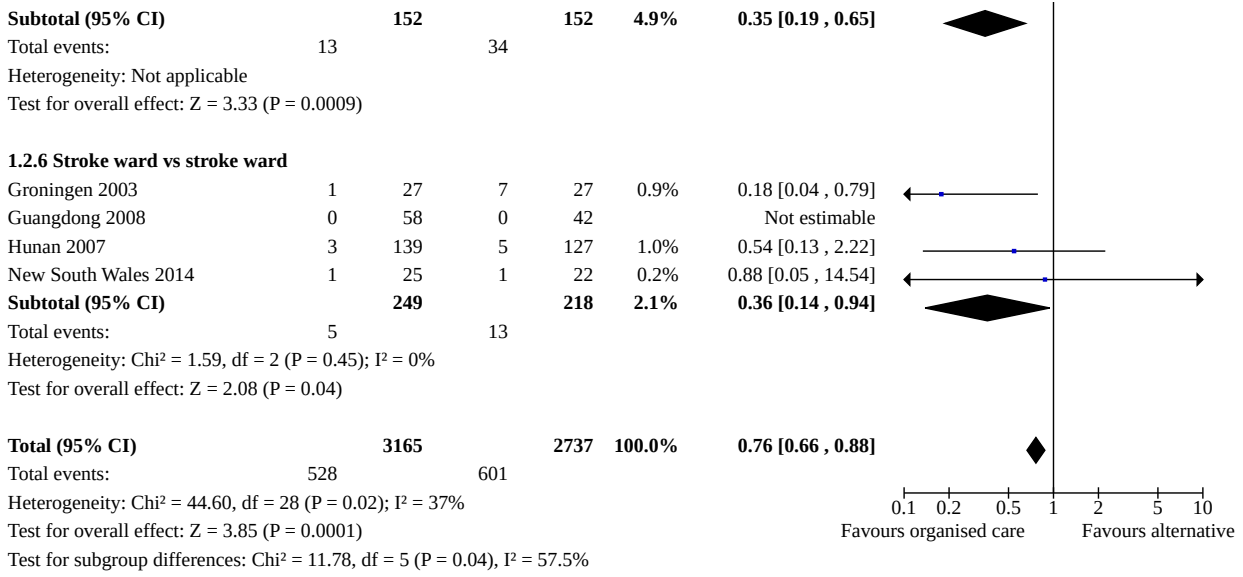 Subtotal (95% CI) 152 152 4.9% 0.35 [0.19 , 0.65]
Total events: 13 34
Heterogeneity: Not applicable
Test for overall effect: Z = 3.33 (P = 0.0009)
1.2.6 Stroke ward vs stroke ward
Groningen 2003 1 27 7 27 0.9% 0.18 [0.04 , 0.79]
Guangdong 2008 0 58 0 42 Not estimable
Hunan 2007 3 139 5 127 1.0% 0.54 [0.13 , 2.22]
New South Wales 2014 1 25 1 22 0.2% 0.88 [0.05 , 14.54]
Subtotal (95% CI) 249 218 2.1% 0.36 [0.14 , 0.94]
Total events: 5 13
Heterogeneity: Chi² = 1.59, df = 2 (P = 0.45); I² = 0%
Test for overall effect: Z = 2.08 (P = 0.04)
Total (95% CI) 3165 2737 100.0% 0.76 [0.66 , 0.88]
Total events: 528 601
Heterogeneity: Chi² = 44.60, df = 28 (P = 0.02); I² = 37%
0.1 0.2 0.5 1 2 5 10
Test for overall effect: Z = 3.85 (P = 0.0001)
Favours organised care Favours alternative
Test for subgroup differences: Chi² = 11.78, df = 5 (P = 0.04), I² = 57.5%